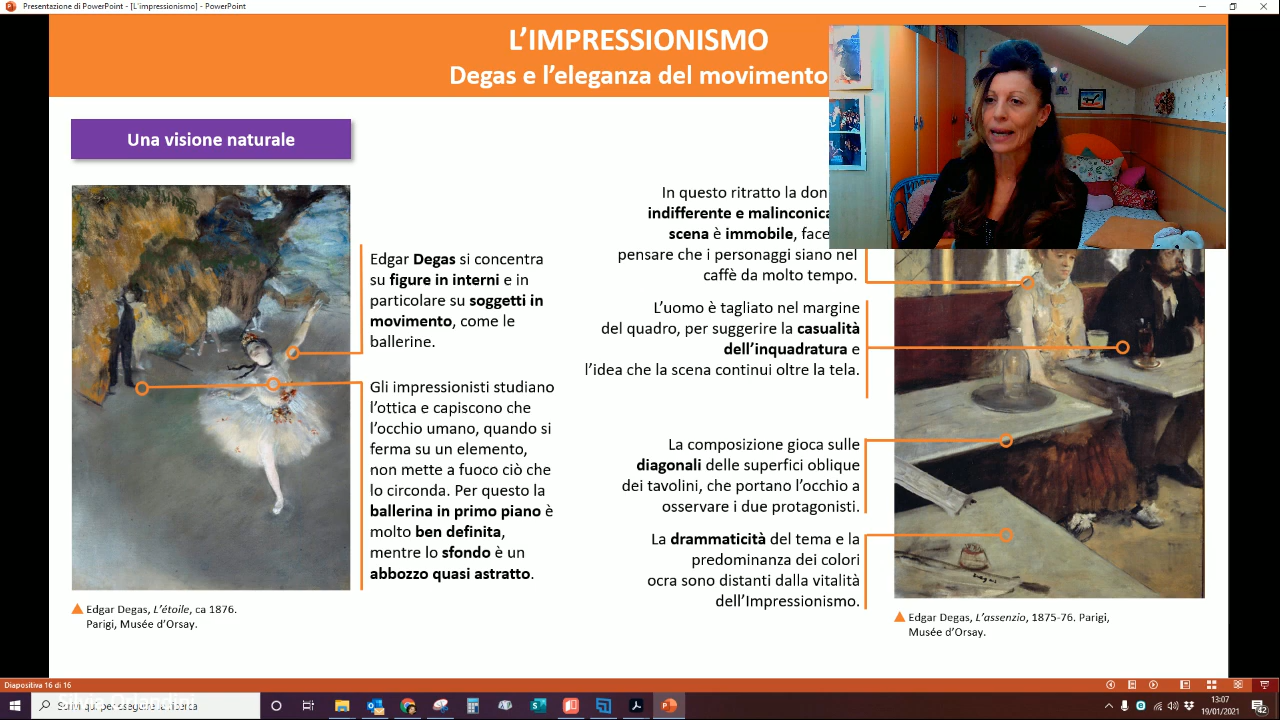 Presentazione di PowerPoint - [L'impressionismo] - PowerPoint
L'IMPRESSIONISMO
Degas e l'eleganza del movimento
Una visione naturale
Edgar Degas si concentra
su figure in interni e in
particolare su soggetti in
movimento, come le
ballerine.
Gli impressionisti studiano
l'ottica e capiscono che
l'occhio umano, quando si
ferma su un elemento,
non mette a fuoco ciò che
lo circonda. Per questo la
ballerina in primo piano è
molto ben definita,
mentre lo sfondo è un
abbozzo quasi astratto.
Edgar Degas, L'étoile, ca 1876.
Parigi, Musée d'Orsay.
In questo ritratto la don
indifferente e malinconica
scena è immobile, face
pensare che i personaggi siano nel
caffè da molto tempo.
L'uomo è tagliato nel margine
del quadro, per suggerire la casualità
dell'inquadratura e
l'idea che la scena continui oltre la tela.
La composizione gioca sulle
diagonali delle superfici oblique
dei tavolini, che portano l'occhio a
osservare i due protagonisti.
La drammaticità del tema e la
predominanza dei colori
ocra sono distanti dalla vitalità
dell'Impressionismo.
Edgar Degas, L'assenzio, 1875-76. Parigi,
Musée d'Orsay.
Diapositiva 16 di 16
13:07
19/01/2021
42